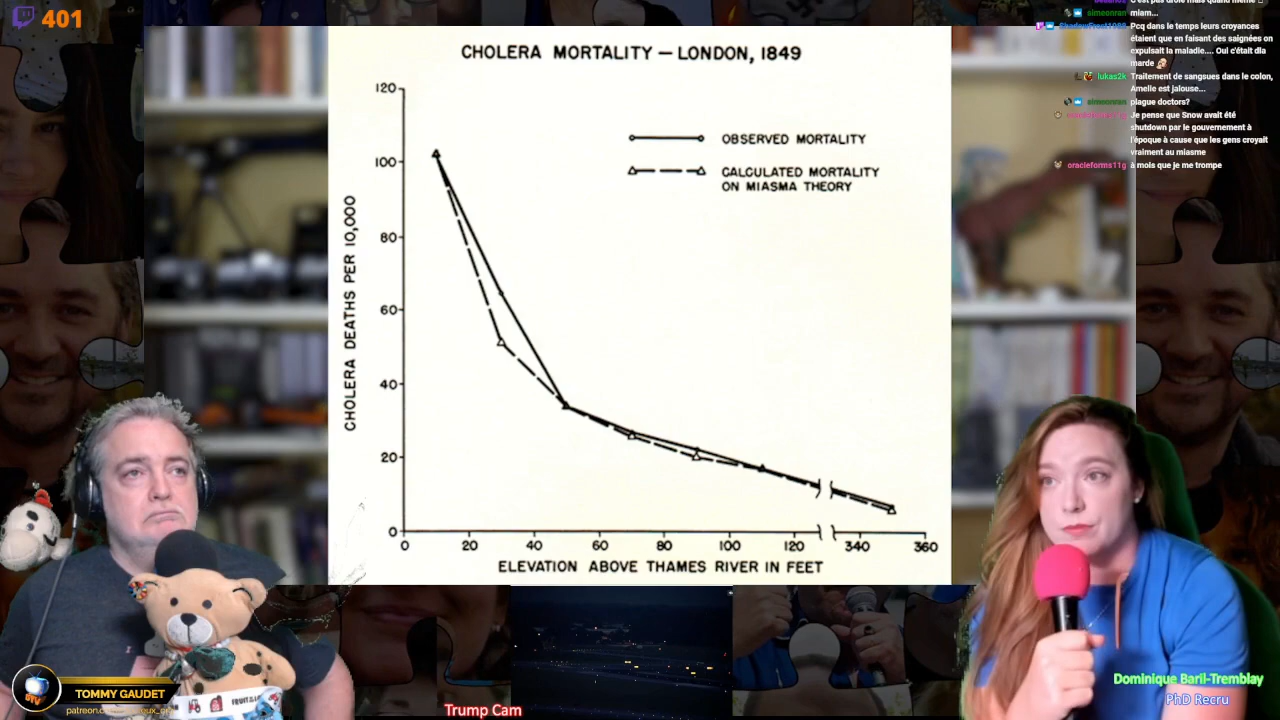 401
CHOLERA MORTALITY — LONDON, 1849
120
100
80
60
40
20
0
CHOLERA DEATHS PER 10,000
OBSERVED MORTALITY
CALCULATED MORTALITY
ON MIASMA THEORY
0 20 40 60 80 100 120 340 360
ELEVATION ABOVE THAMES RIVER IN FEET
simeonran miam...
Pcq dans le temps leurs croyances
étaient que en faisant des saignées on
expulsait la maladie.... Oui c'était dla
marde
lukas2k Traitement de sangsues dans le colon,
Amelie est jalouse...
simeonran plague doctors?
Je pense que Snow avait été
shutdown par le gouvernement à
l'époque à cause que les gens croyait
vraiment au miasme
oracleforms11g à mois que je me trompe
TOMMY GAUDET
Trump Cam
Dominique Baril-Tremblay
PhD Recru